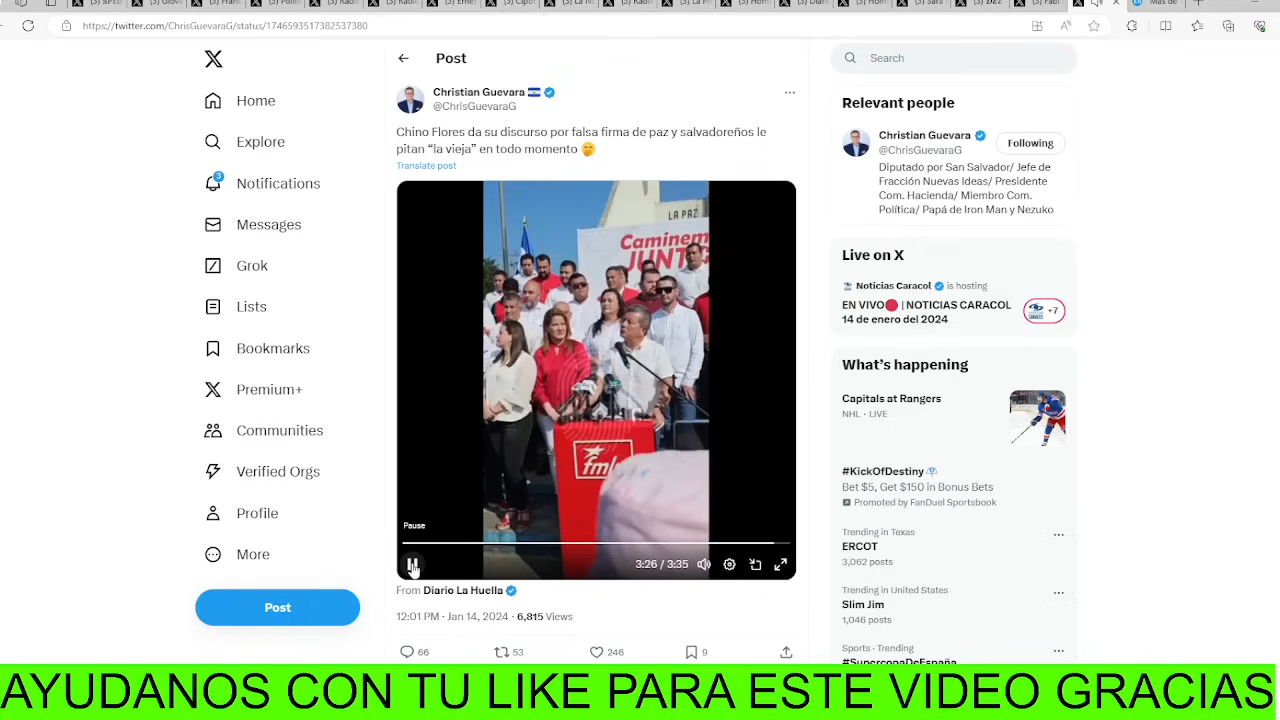 https://twitter.com/ChrisGuevaraG/status/1746593517382537380
Home
Explore
3
Notifications
Messages
Grok
Lists
Bookmarks
Premium+
Communities
Verified Orgs
Profile
More
Post
Post
Christian Guevara
@ChrisGuevaraG
Chino Flores da su discurso por falsa firma de paz y salvadoreños le
pitan “la vieja” en todo momento
Translate post
LA PAZ
Caminem
JUNT
fmln
Pause
3:26 / 3:35
From Diario La Huella
12:01 PM · Jan 14, 2024 · 6,815 Views
66
53
246
9
Search
Relevant people
Christian Guevara
@ChrisGuevaraG
Following
Diputado por San Salvador/ Jefe de
Fracción Nuevas Ideas/ Presidente
Com. Hacienda/ Miembro Com.
Política/ Papá de Iron Man y Nezuko
Live on X
Noticias Caracol is hosting
EN VIVO🔴 | NOTICIAS CARACOL
14 de enero del 2024
+7
What’s happening
Capitals at Rangers
NHL · LIVE
#KickOfDestiny
Bet $5, Get $150 in Bonus Bets
Promoted by FanDuel Sportsbook
Trending in Texas
ERCOT
3,062 posts
Trending in United States
Slim Jim
1,046 posts
Sports · Trending
#SupercopaDeEspaña
AYUDANOS CON TU LIKE PARA ESTE VIDEO GRACIAS